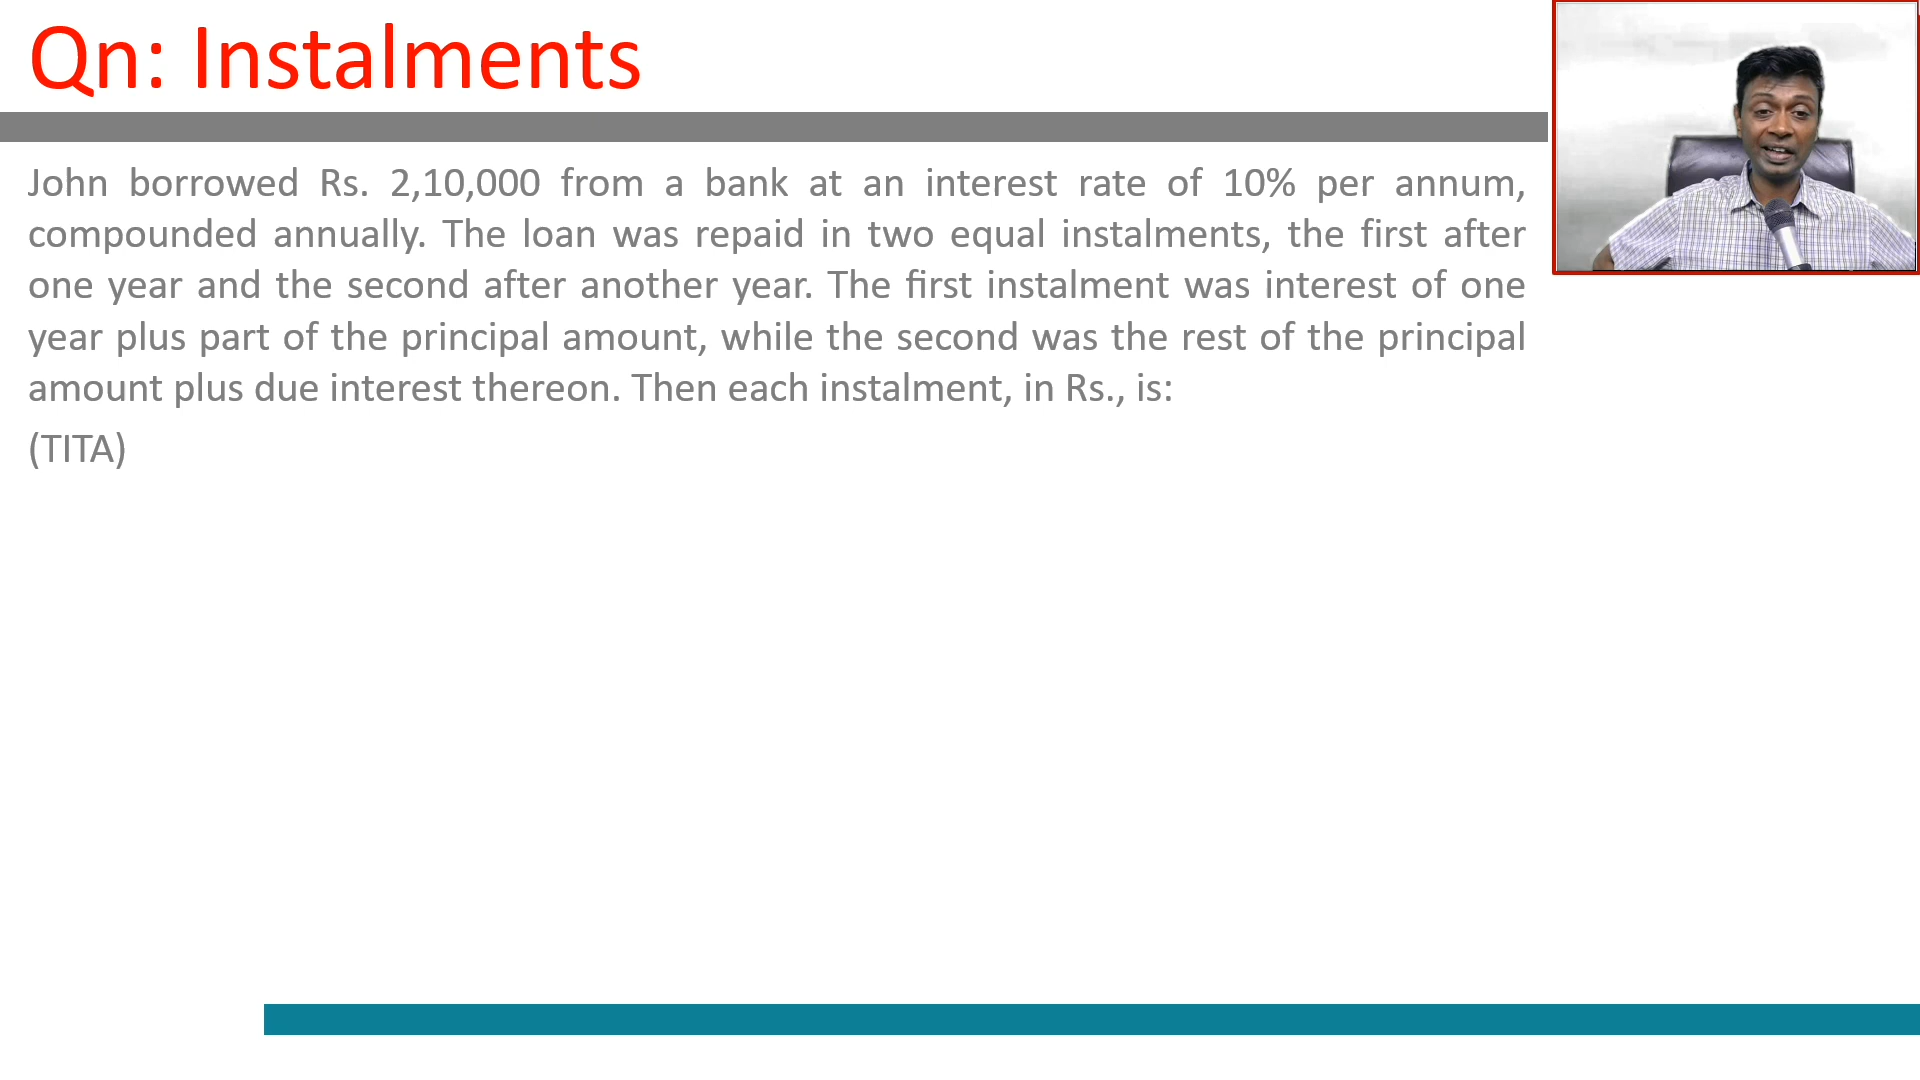 Qn: Instalments
John borrowed Rs. 2,10,000 from a bank at an interest rate of 10% per annum,
compounded annually. The loan was repaid in two equal instalments, the first after
one year and the second after another year. The first instalment was interest of one
year plus part of the principal amount, while the second was the rest of the principal
amount plus due interest thereon. Then each instalment, in Rs., is:
(TITA)